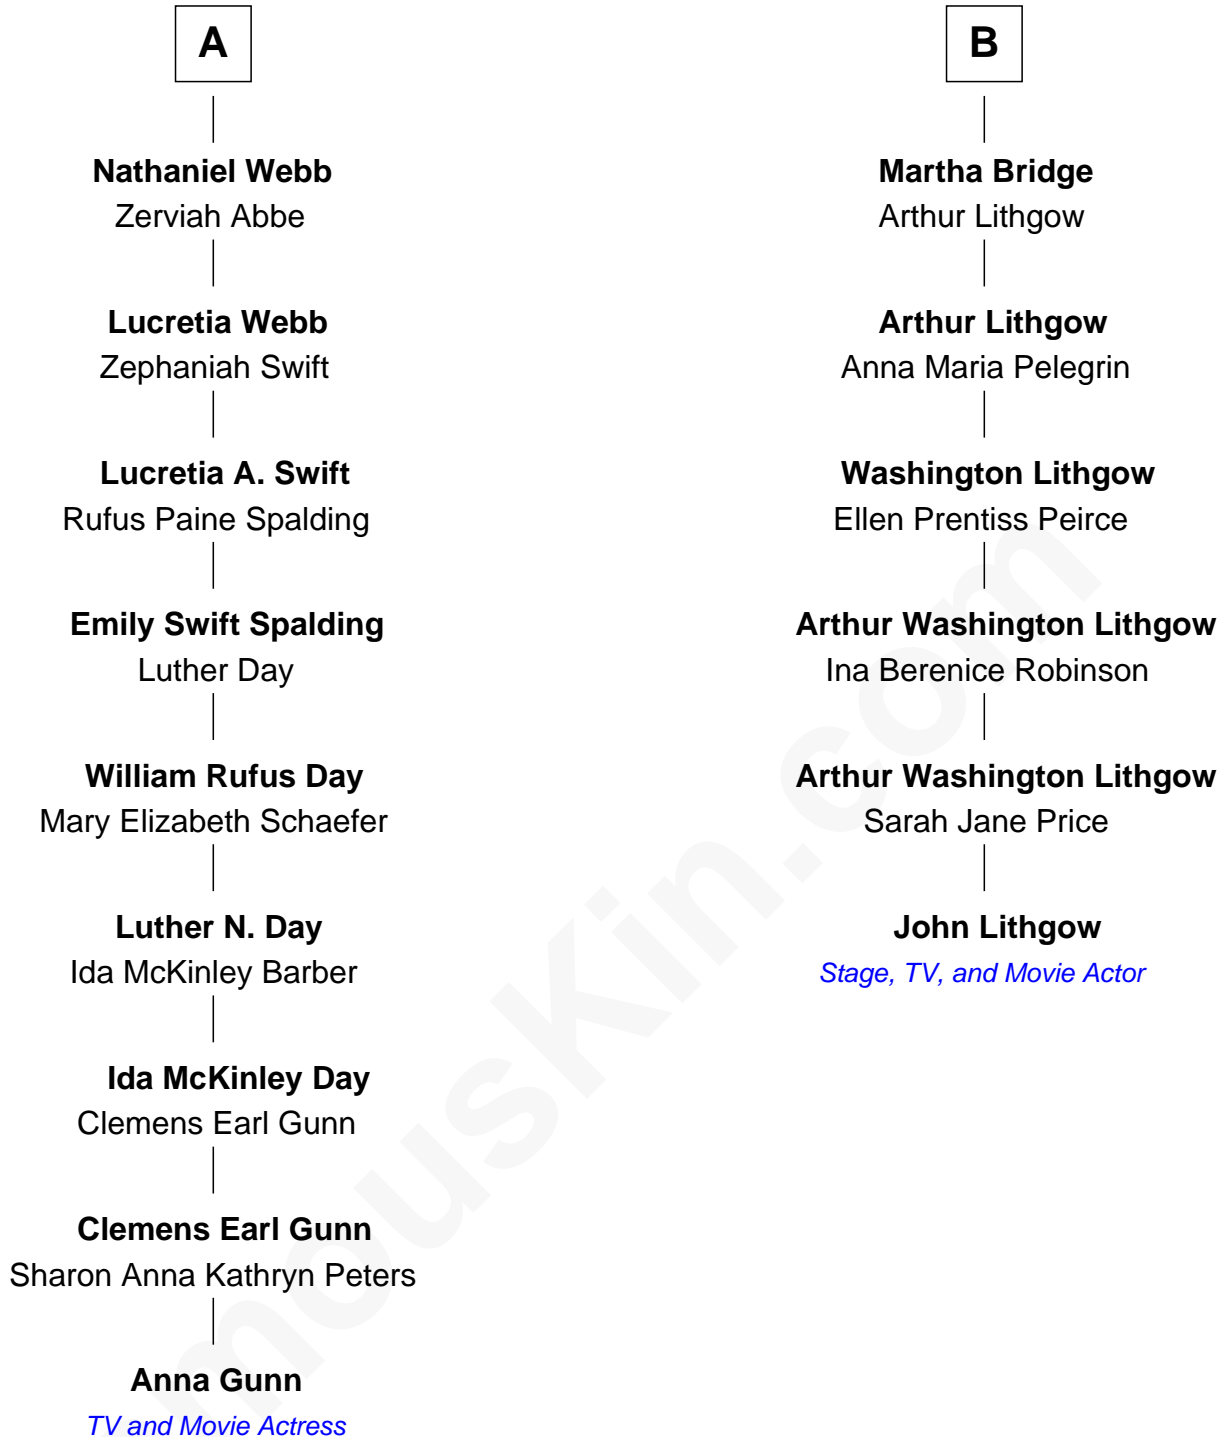 A
Nathaniel Webb
Zerviah Abbe
Lucretia Webb
Zephaniah Swift
Lucretia A. Swift
Rufus Paine Spalding
Emily Swift Spalding
Luther Day
William Rufus Day
Mary Elizabeth Schaefer
Luther N. Day
Ida McKinley Barber
Ida McKinley Day
Clemens Earl Gunn
Clemens Earl Gunn
Sharon Anna Kathryn Peters
Anna Gunn
TV and Movie Actress
B
Martha Bridge
Arthur Lithgow
Arthur Lithgow
Anna Maria Pelegrin
Washington Lithgow
Ellen Prentiss Peirce
Arthur Washington Lithgow
Ina Berenice Robinson
Arthur Washington Lithgow
Sarah Jane Price
John Lithgow
Stage, TV, and Movie Actor
mousKin.com